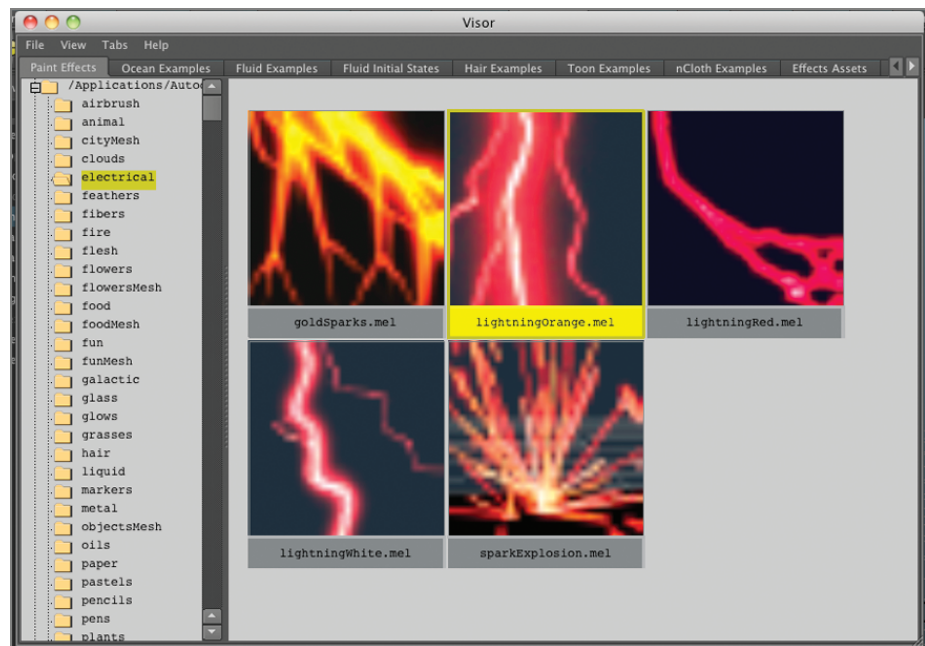 Visor
File View Tabs Help
Paint Effects Ocean Examples Fluid Examples Fluid Initial States Hair Examples Toon Examples nCloth Examples Effects Assets
/Applications/Auto
airbrush
animal
cityMesh
clouds
electrical
feathers
fibers
fire
flesh
flowers
flowersMesh
food
foodMesh
fun
funMesh
galactic
glass
glows
grasses
hair
liquid
markers
metal
objectsMesh
oils
paper
pastels
pencils
pens
plants
goldSparks.mel lightningOrange.mel lightningRed.mel
lightningWhite.mel sparkExplosion.mel